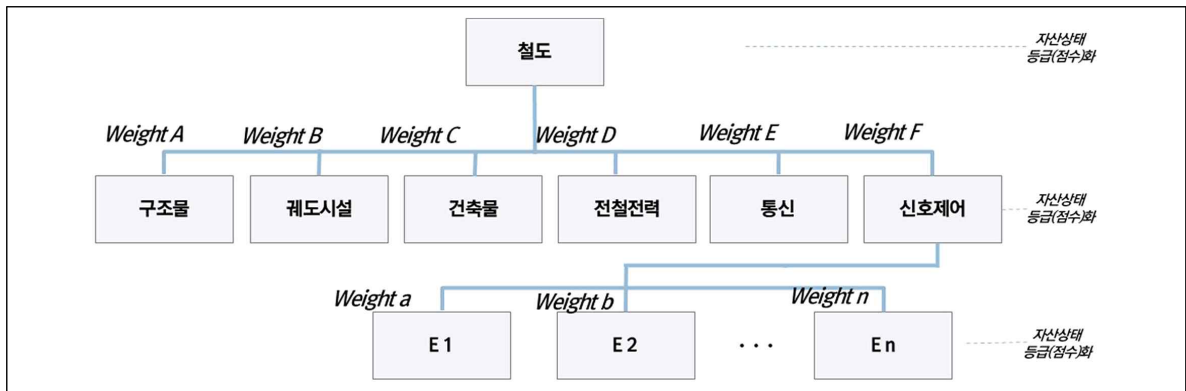 철도
자산상태
등급(점수)화
Weight A
Weight B
Weight C
Weight D
Weight E
Weight F
구조물
궤도시설
건축물
전철전력
통신
신호제어
자산상태
등급(점수)화
Weight a
Weight b
Weight n
E 1
E 2
· · ·
E n
자산상태
등급(점수)화